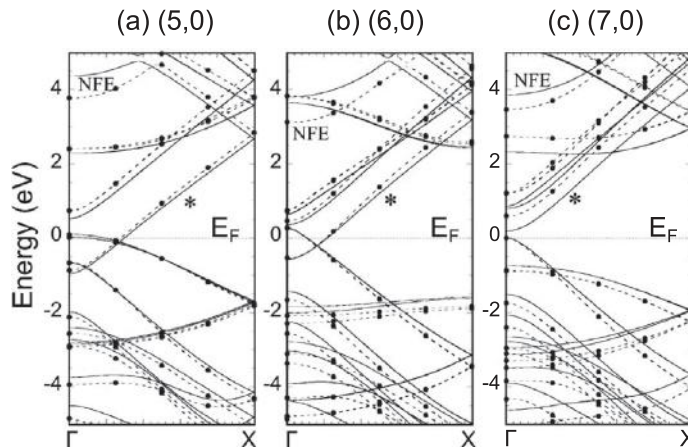 (a) (5,0) (b) (6,0) (c) (7,0)
Energy (eV)
4
2
0
-2
-4
NFE
*
E_F
Γ
X
4
2
0
-2
-4
NFE
*
E_F
Γ
X
4
2
0
-2
-4
NFE
*
E_F
Γ
X